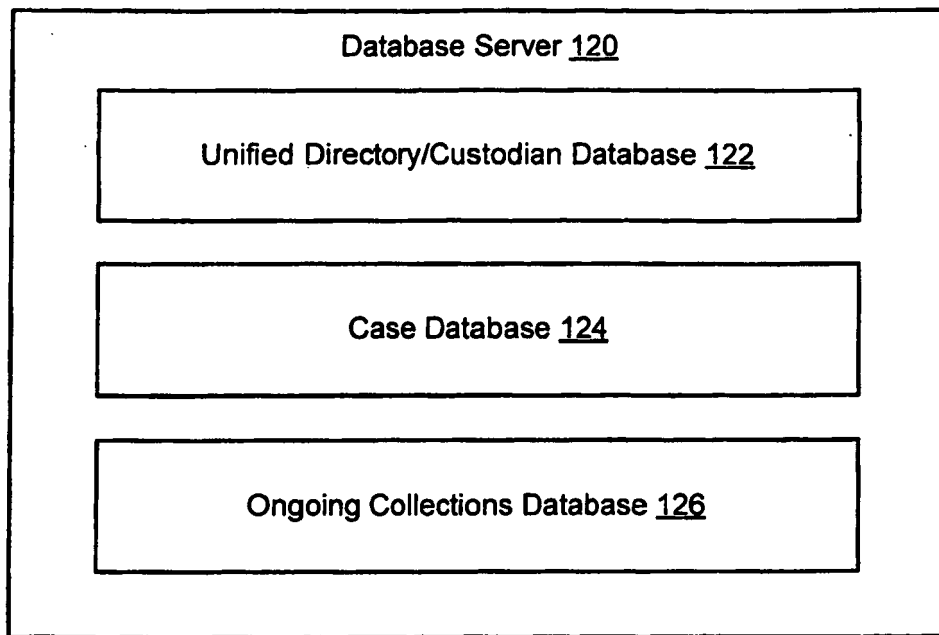 Database Server 120
Unified Directory/Custodian Database 122
Case Database 124
Ongoing Collections Database 126